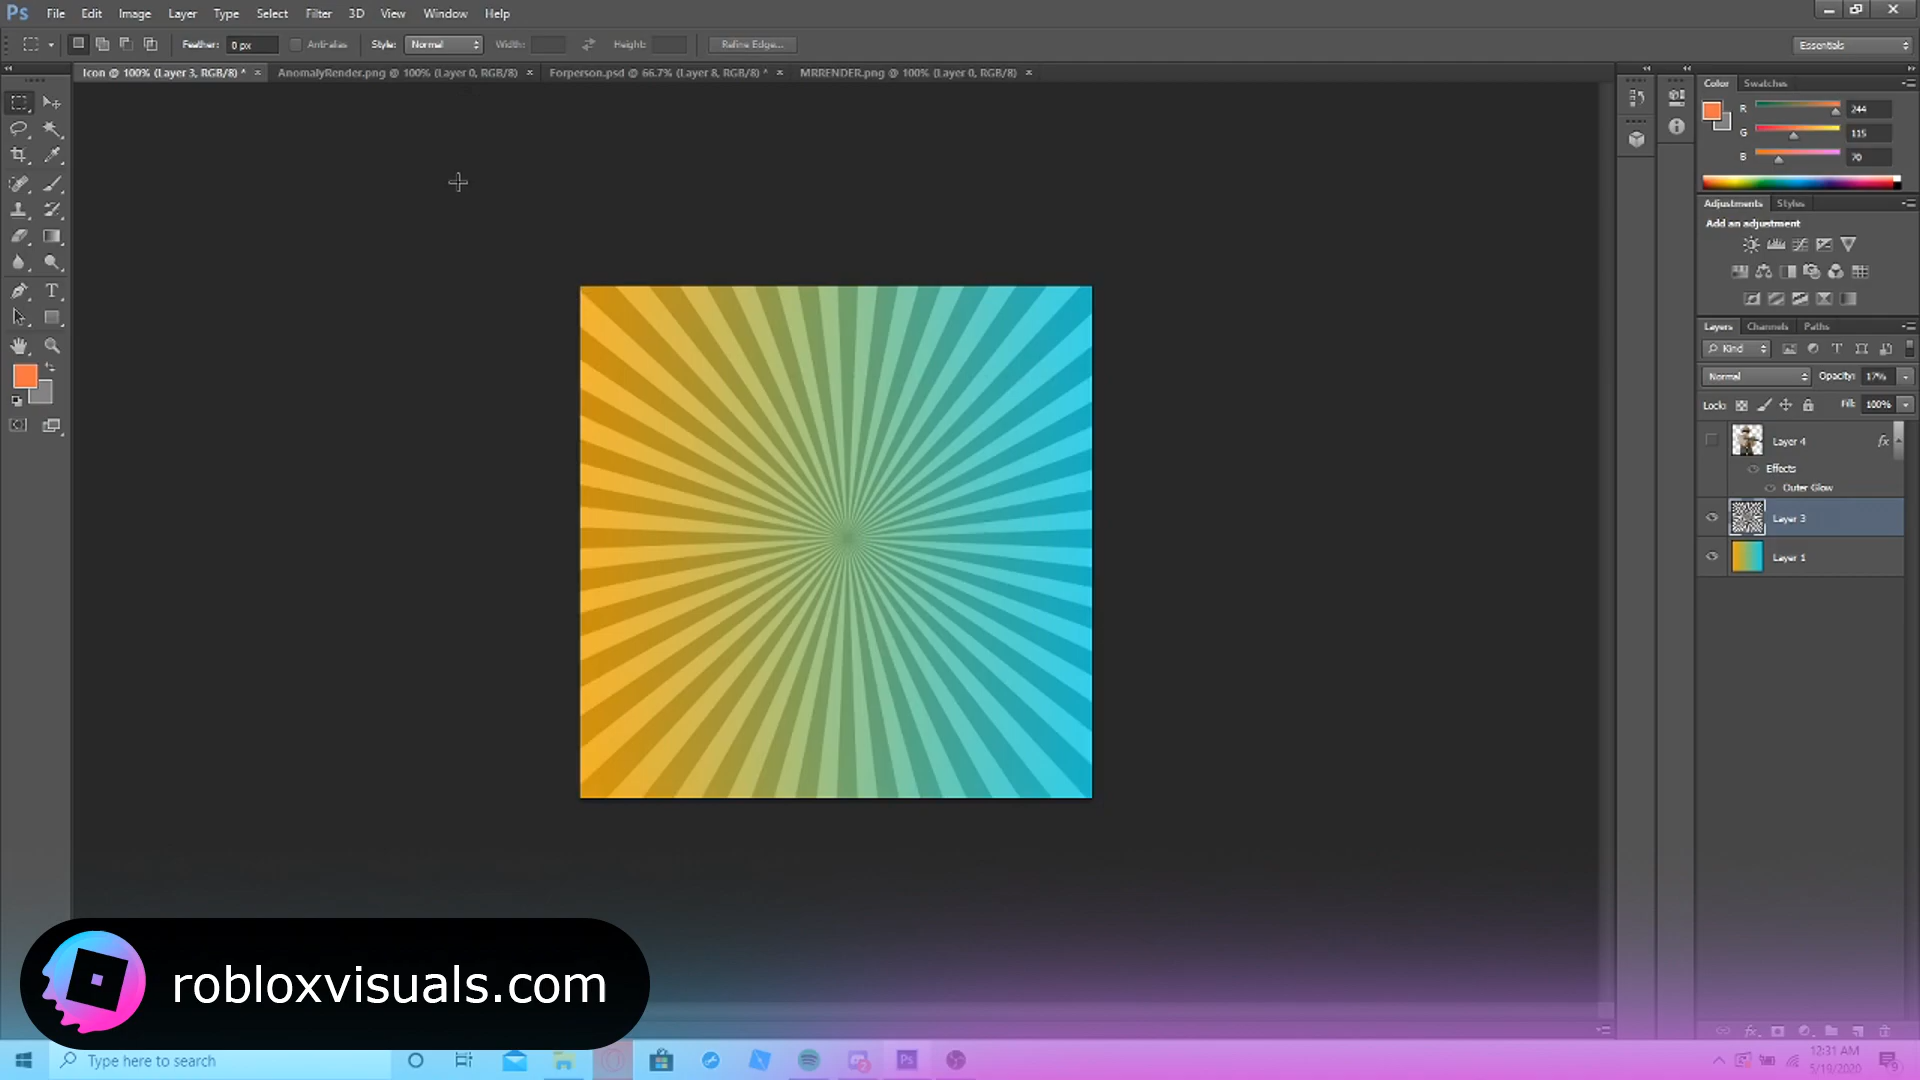 Ps File Edit Image Layer Type Select Filter 3D View Window Help
Feather: 0 px Anti-alias Style: Normal Width: Height: Refine Edge... Essentials
Icon @ 100% (Layer 3, RGB/8) * × AnomalyRender.png @ 100% (Layer 0, RGB/8) × Forperson.psd @ 66.7% (Layer 8, RGB/8) * × MRRENDER.png @ 100% (Layer 0, RGB/8) ×
Color Swatches
R 244
G 115
B 70
Adjustments Styles
Add an adjustment
Layers Channels Paths
Kind
Normal Opacity: 17%
Lock: Fill: 100%
Layer 4 fx
Effects
Outer Glow
Layer 3
Layer 1
robloxvisuals.com
Type here to search
12:31 AM
5/19/2020